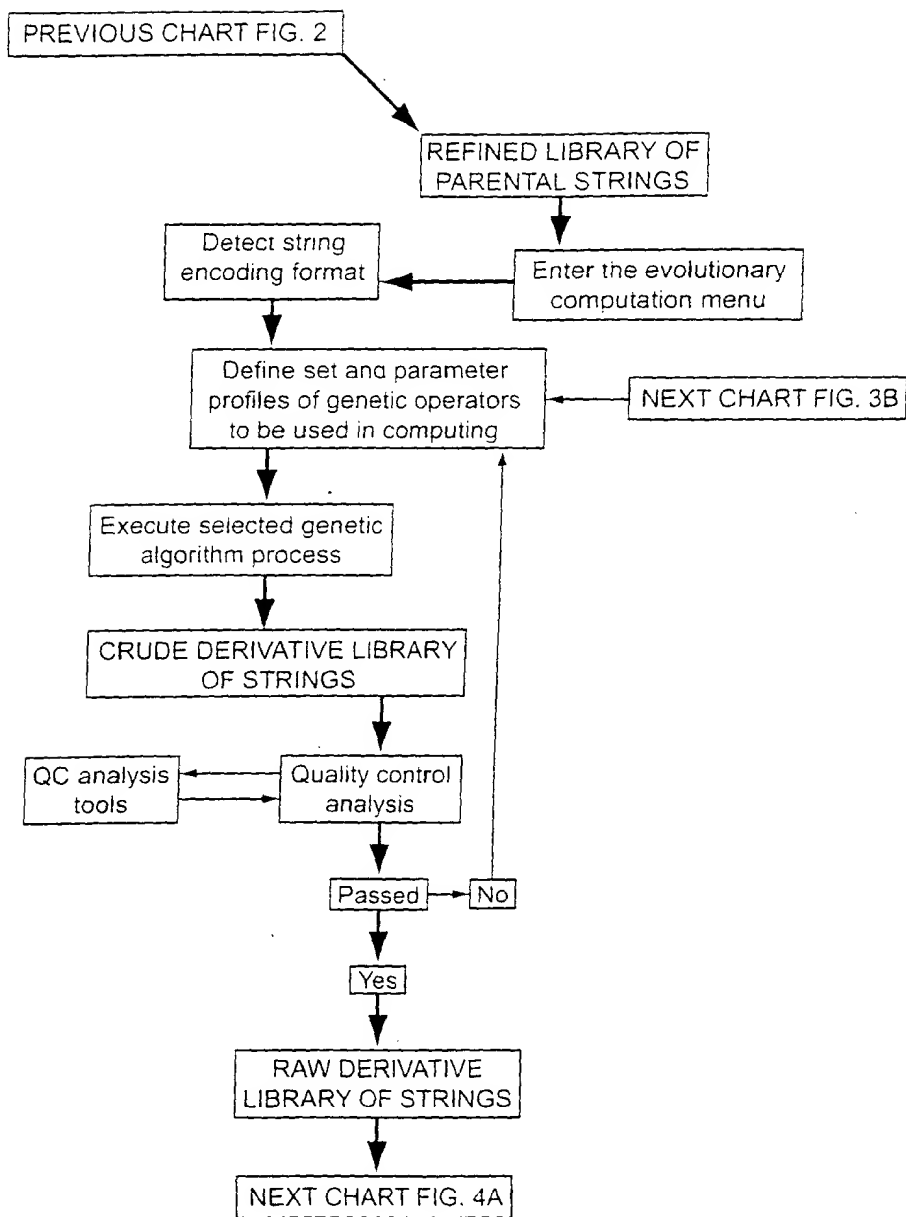 PREVIOUS CHART FIG. 2
REFINED LIBRARY OF
PARENTAL STRINGS
Detect string
encoding format
Enter the evolutionary
computation menu
Define set and parameter
profiles of genetic operators
to be used in computing
NEXT CHART FIG. 3B
Execute selected genetic
algorithm process
CRUDE DERIVATIVE LIBRARY
OF STRINGS
QC analysis
tools
Quality control
analysis
Passed
No
Yes
RAW DERIVATIVE
LIBRARY OF STRINGS
NEXT CHART FIG. 4A